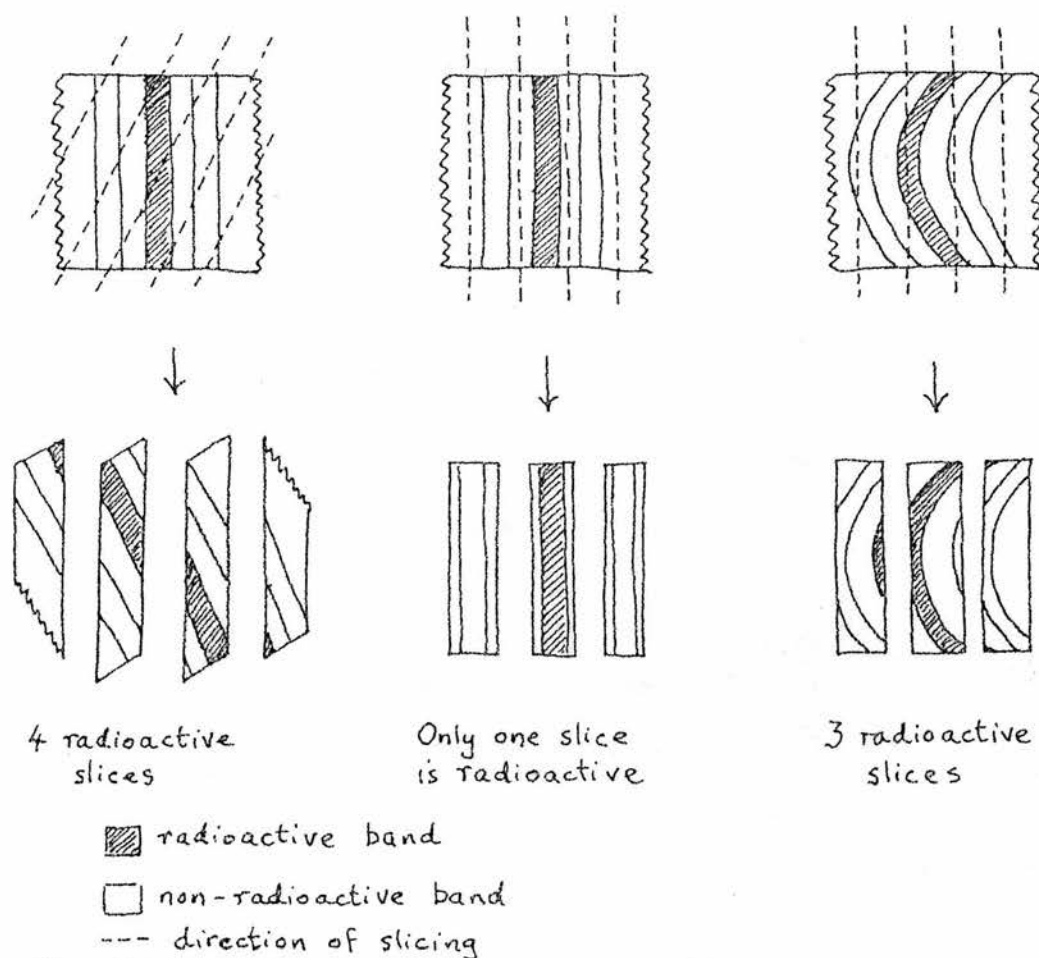 4 radioactive
slices
Only one slice
is radioactive
3 radioactive
slices
radioactive band
non-radioactive band
--- direction of slicing